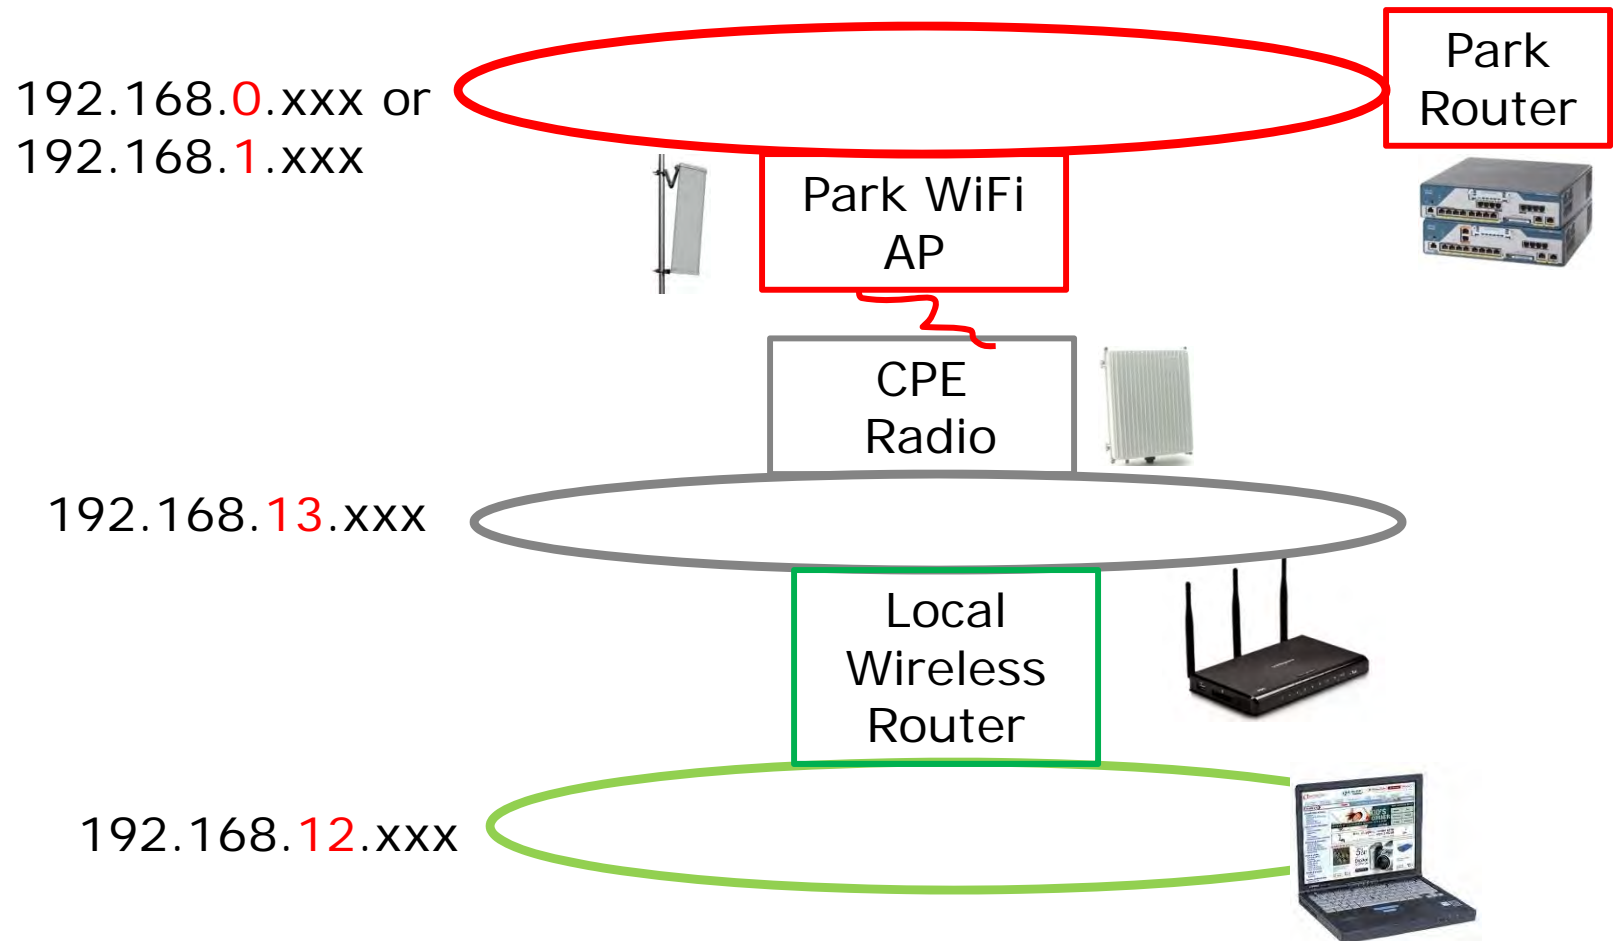 192.168.0.xxx or
192.168.1.xxx
Park
Router
Park WiFi
AP
CPE
Radio
192.168.13.xxx
Local
Wireless
Router
192.168.12.xxx